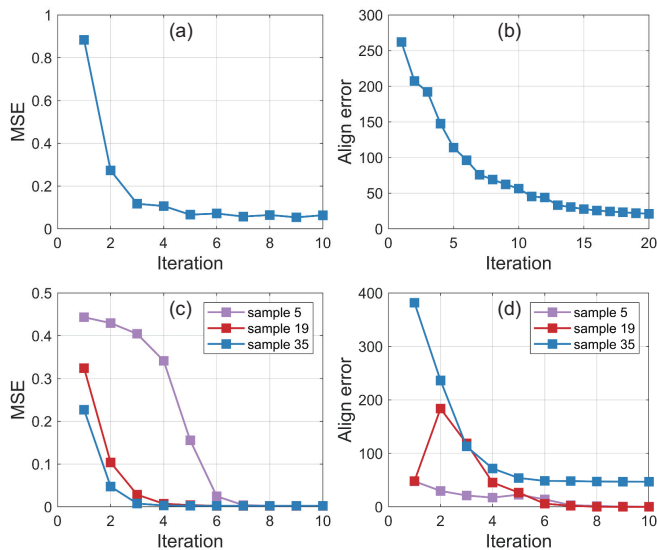 (a)
MSE
1
0.8
0.6
0.4
0.2
0
0 2 4 6 8 10
Iteration
(b)
Align error
300
250
200
150
100
50
0
0 5 10 15 20
Iteration
(c)
MSE
0.5
0.4
0.3
0.2
0.1
0
0 2 4 6 8 10
Iteration
sample 5
sample 19
sample 35
(d)
Align error
400
300
200
100
0
0 2 4 6 8 10
Iteration
sample 5
sample 19
sample 35